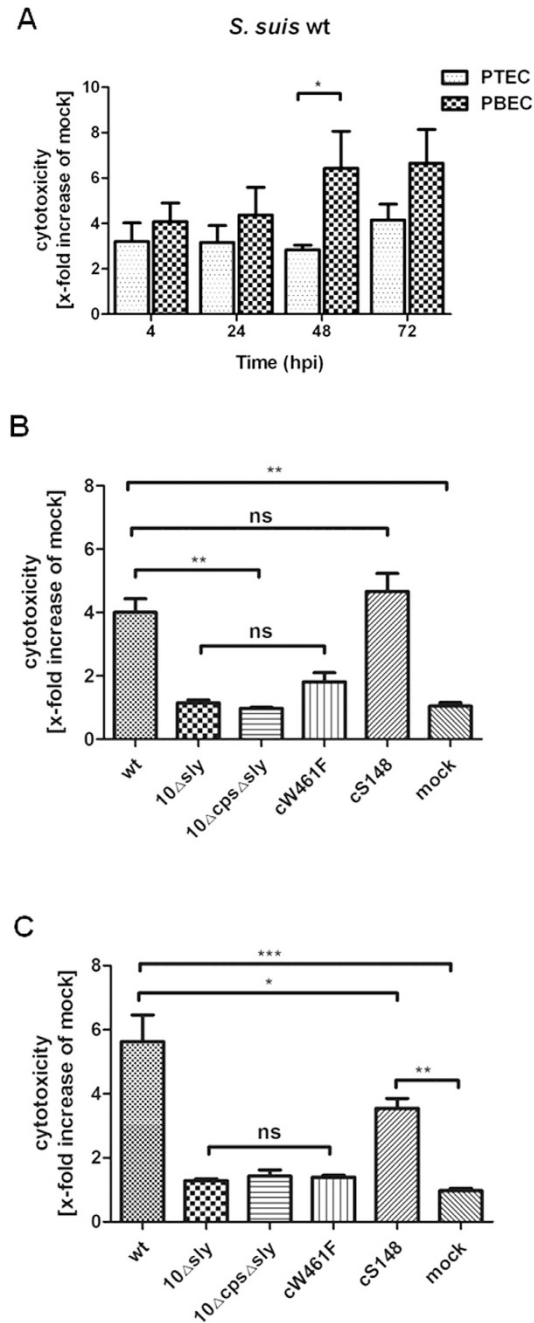 A
S. suis wt
PTEC
PBEC
cytotoxicity
[x-fold increase of mock]
10
8
6
4
2
0
*
4 24 48 72
Time (hpi)
B
cytotoxicity
[x-fold increase of mock]
8
6
4
2
0
**
ns
**
ns
wt 10△sly 10△cps△sly cW461F cS148 mock
C
cytotoxicity
[x-fold increase of mock]
8
6
4
2
0
***
*
**
ns
wt 10△sly 10△cps△sly cW461F cS148 mock